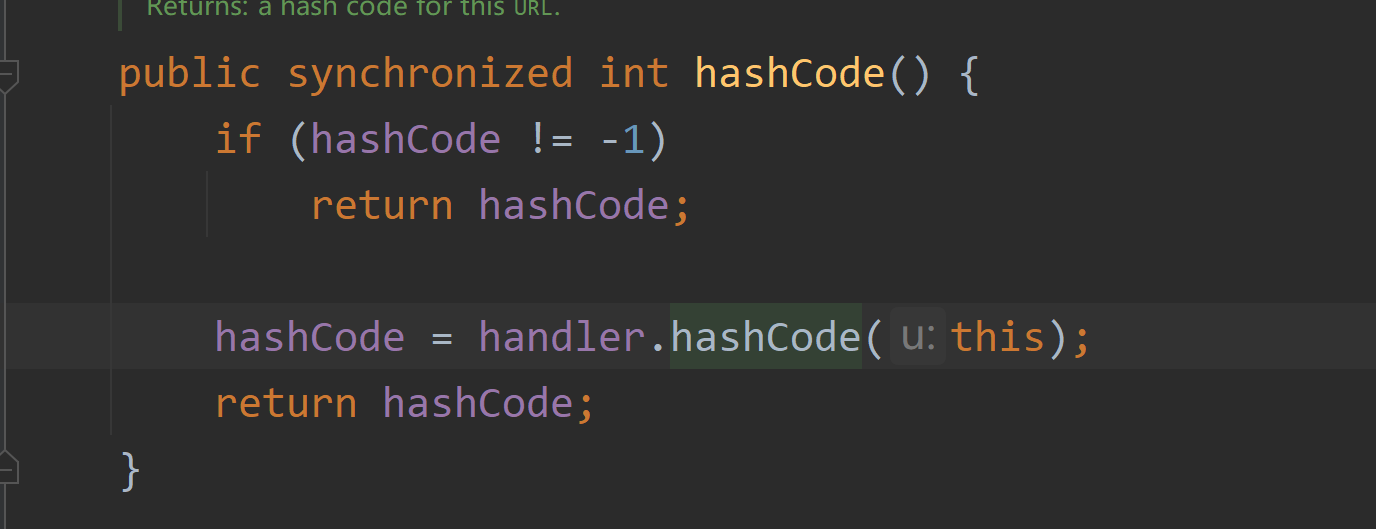 Returns: a hash code for this URL.
public synchronized int hashCode() {
if (hashCode != -1)
return hashCode;
hashCode = handler.hashCode( u: this);
return hashCode;
}